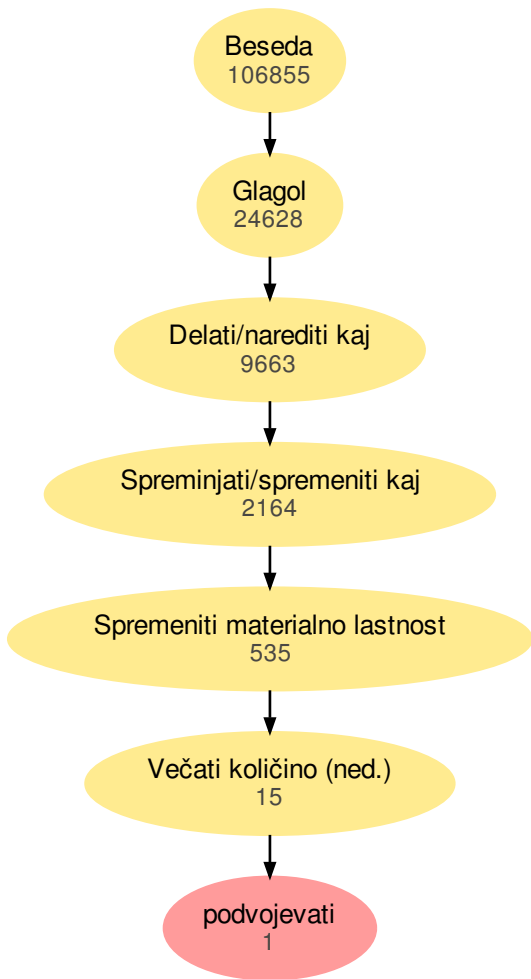 Beseda
106855
Glagol
24628
Delati/narediti kaj
9663
Spreminjati/spremeniti kaj
2164
Spremeniti materialno lastnost
535
Večati količino (ned.)
15
podvojevati
1